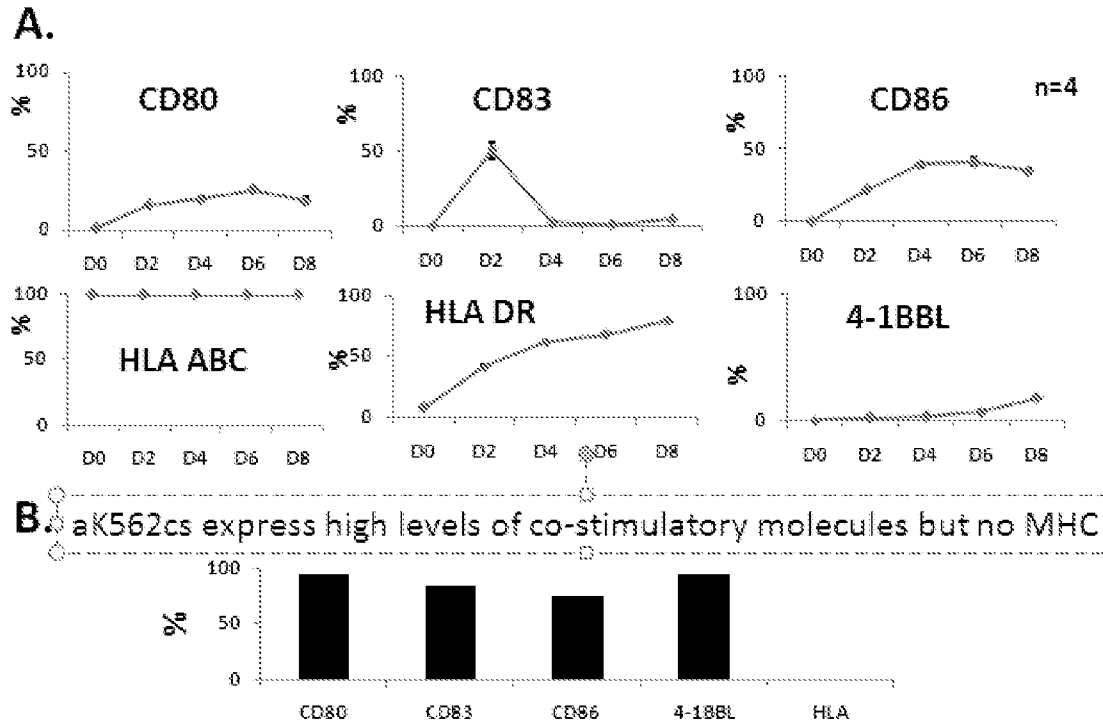 A.
100
50
0
%
CD80
D0 D2 D4 D6 D8
100
50
0
%
CD83
D0 D2 D4 D6 D8
100
50
0
%
CD86
n=4
D0 D2 D4 D6 D8
100
50
0
%
HLA ABC
D0 D2 D4 D6 D8
100
50
0
%
HLA DR
D0 D2 D4 D6 D8
100
0
%
4-1BBL
D0 D2 D4 D6 D8
B.
aK562cs express high levels of co-stimulatory molecules but no MHC
100
50
0
%
CD80 CD83 CD86 4-1BBL HLA